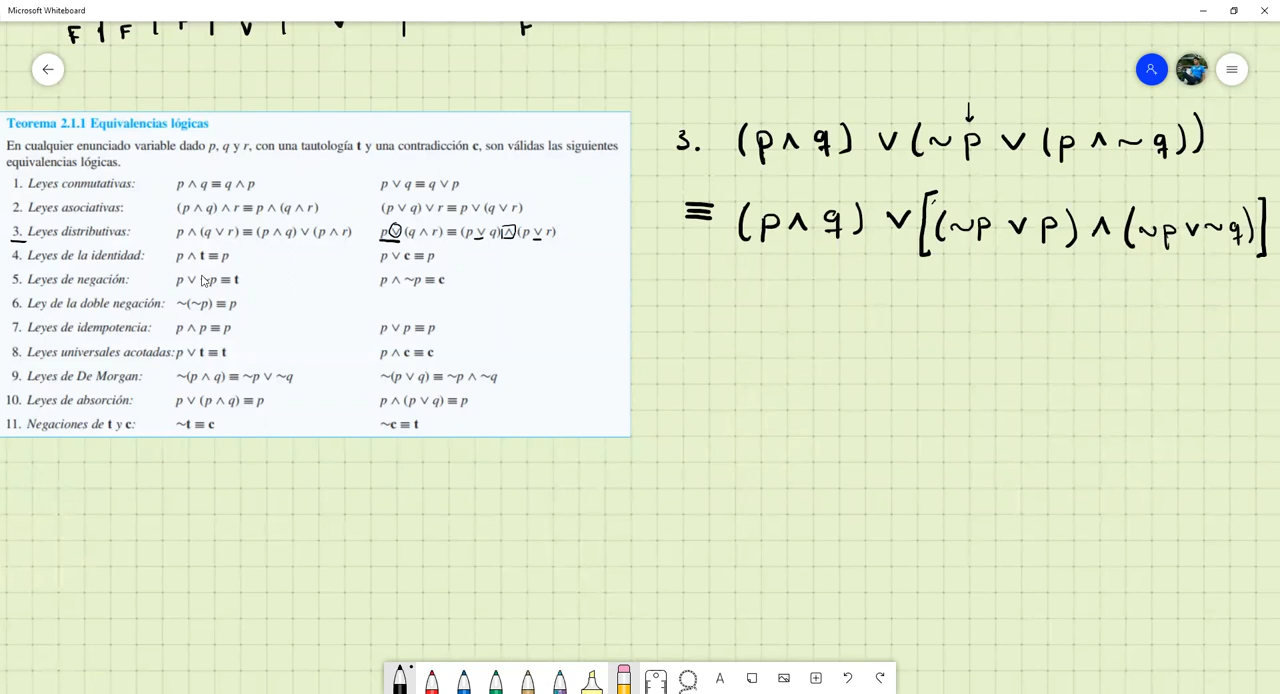 Microsoft Whiteboard
F F F V V F
Teorema 2.1.1 Equivalencias lógicas
En cualquier enunciado variable dado p, q y r, con una tautología t y una contradicción c, son válidas las siguientes
equivalencias lógicas.
1. Leyes conmutativas: p ∧ q ≡ q ∧ p p ∨ q ≡ q ∨ p
2. Leyes asociativas: (p ∧ q) ∧ r ≡ p ∧ (q ∧ r) (p ∨ q) ∨ r ≡ p ∨ (q ∨ r)
3. Leyes distributivas: p ∧ (q ∨ r) ≡ (p ∧ q) ∨ (p ∧ r) p ∨ (q ∧ r) ≡ (p ∨ q) ∧ (p ∨ r)
4. Leyes de la identidad: p ∧ t ≡ p p ∨ c ≡ p
5. Leyes de negación: p ∨ ~p ≡ t p ∧ ~p ≡ c
6. Ley de la doble negación: ~(~p) ≡ p
7. Leyes de idempotencia: p ∧ p ≡ p p ∨ p ≡ p
8. Leyes universales acotadas: p ∨ t ≡ t p ∧ c ≡ c
9. Leyes de De Morgan: ~(p ∧ q) ≡ ~p ∨ ~q ~(p ∨ q) ≡ ~p ∧ ~q
10. Leyes de absorción: p ∨ (p ∧ q) ≡ p p ∧ (p ∨ q) ≡ p
11. Negaciones de t y c: ~t ≡ c ~c ≡ t
3. (p ∧ q) ∨ (~p ∨ (p ∧ ~q))
≡ (p ∧ q) ∨ [(~p ∨ p) ∧ (~p ∨ ~q)]
A